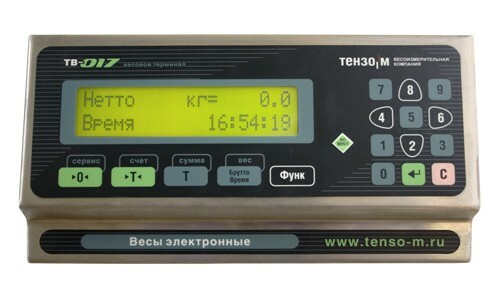 ТВ-017 весовой терминал
ТЕНЗО М ВЕСОИЗМЕРИТЕЛЬНАЯ КОМПАНИЯ
Нетто кг= 0.0
Время 16:54:19
7 8 9
4 5 6
1 2 3
0 C
сервис счет сумма вес
0 Т Т Брутто Время Функ
Весы электронные
www.tenso-m.ru